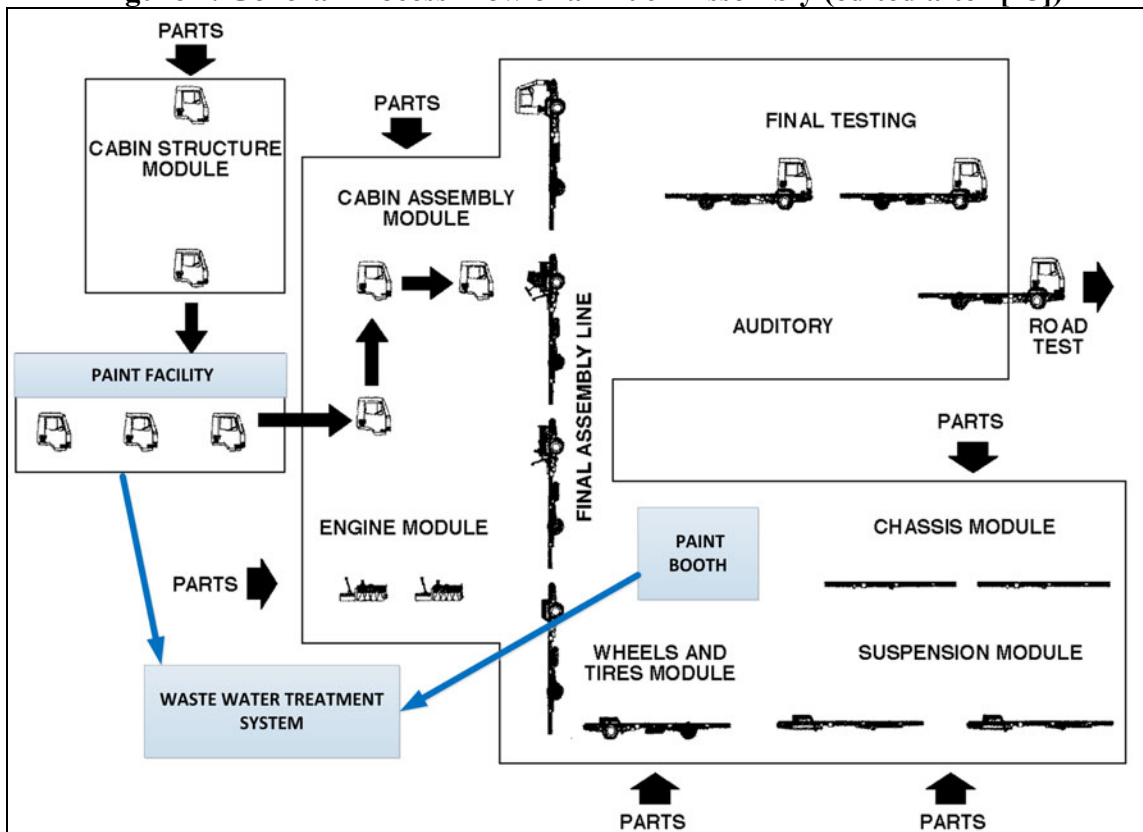 PARTS
CABIN STRUCTURE
MODULE
PARTS
CABIN ASSEMBLY
MODULE
FINAL TESTING
AUDITORY
ROAD
TEST
PAINT FACILITY
FINAL ASSEMBLY LINE
PARTS
ENGINE MODULE
PARTS
PAINT
BOOTH
CHASSIS MODULE
WHEELS AND
TIRES MODULE
SUSPENSION MODULE
WASTE WATER TREATMENT
SYSTEM
PARTS
PARTS